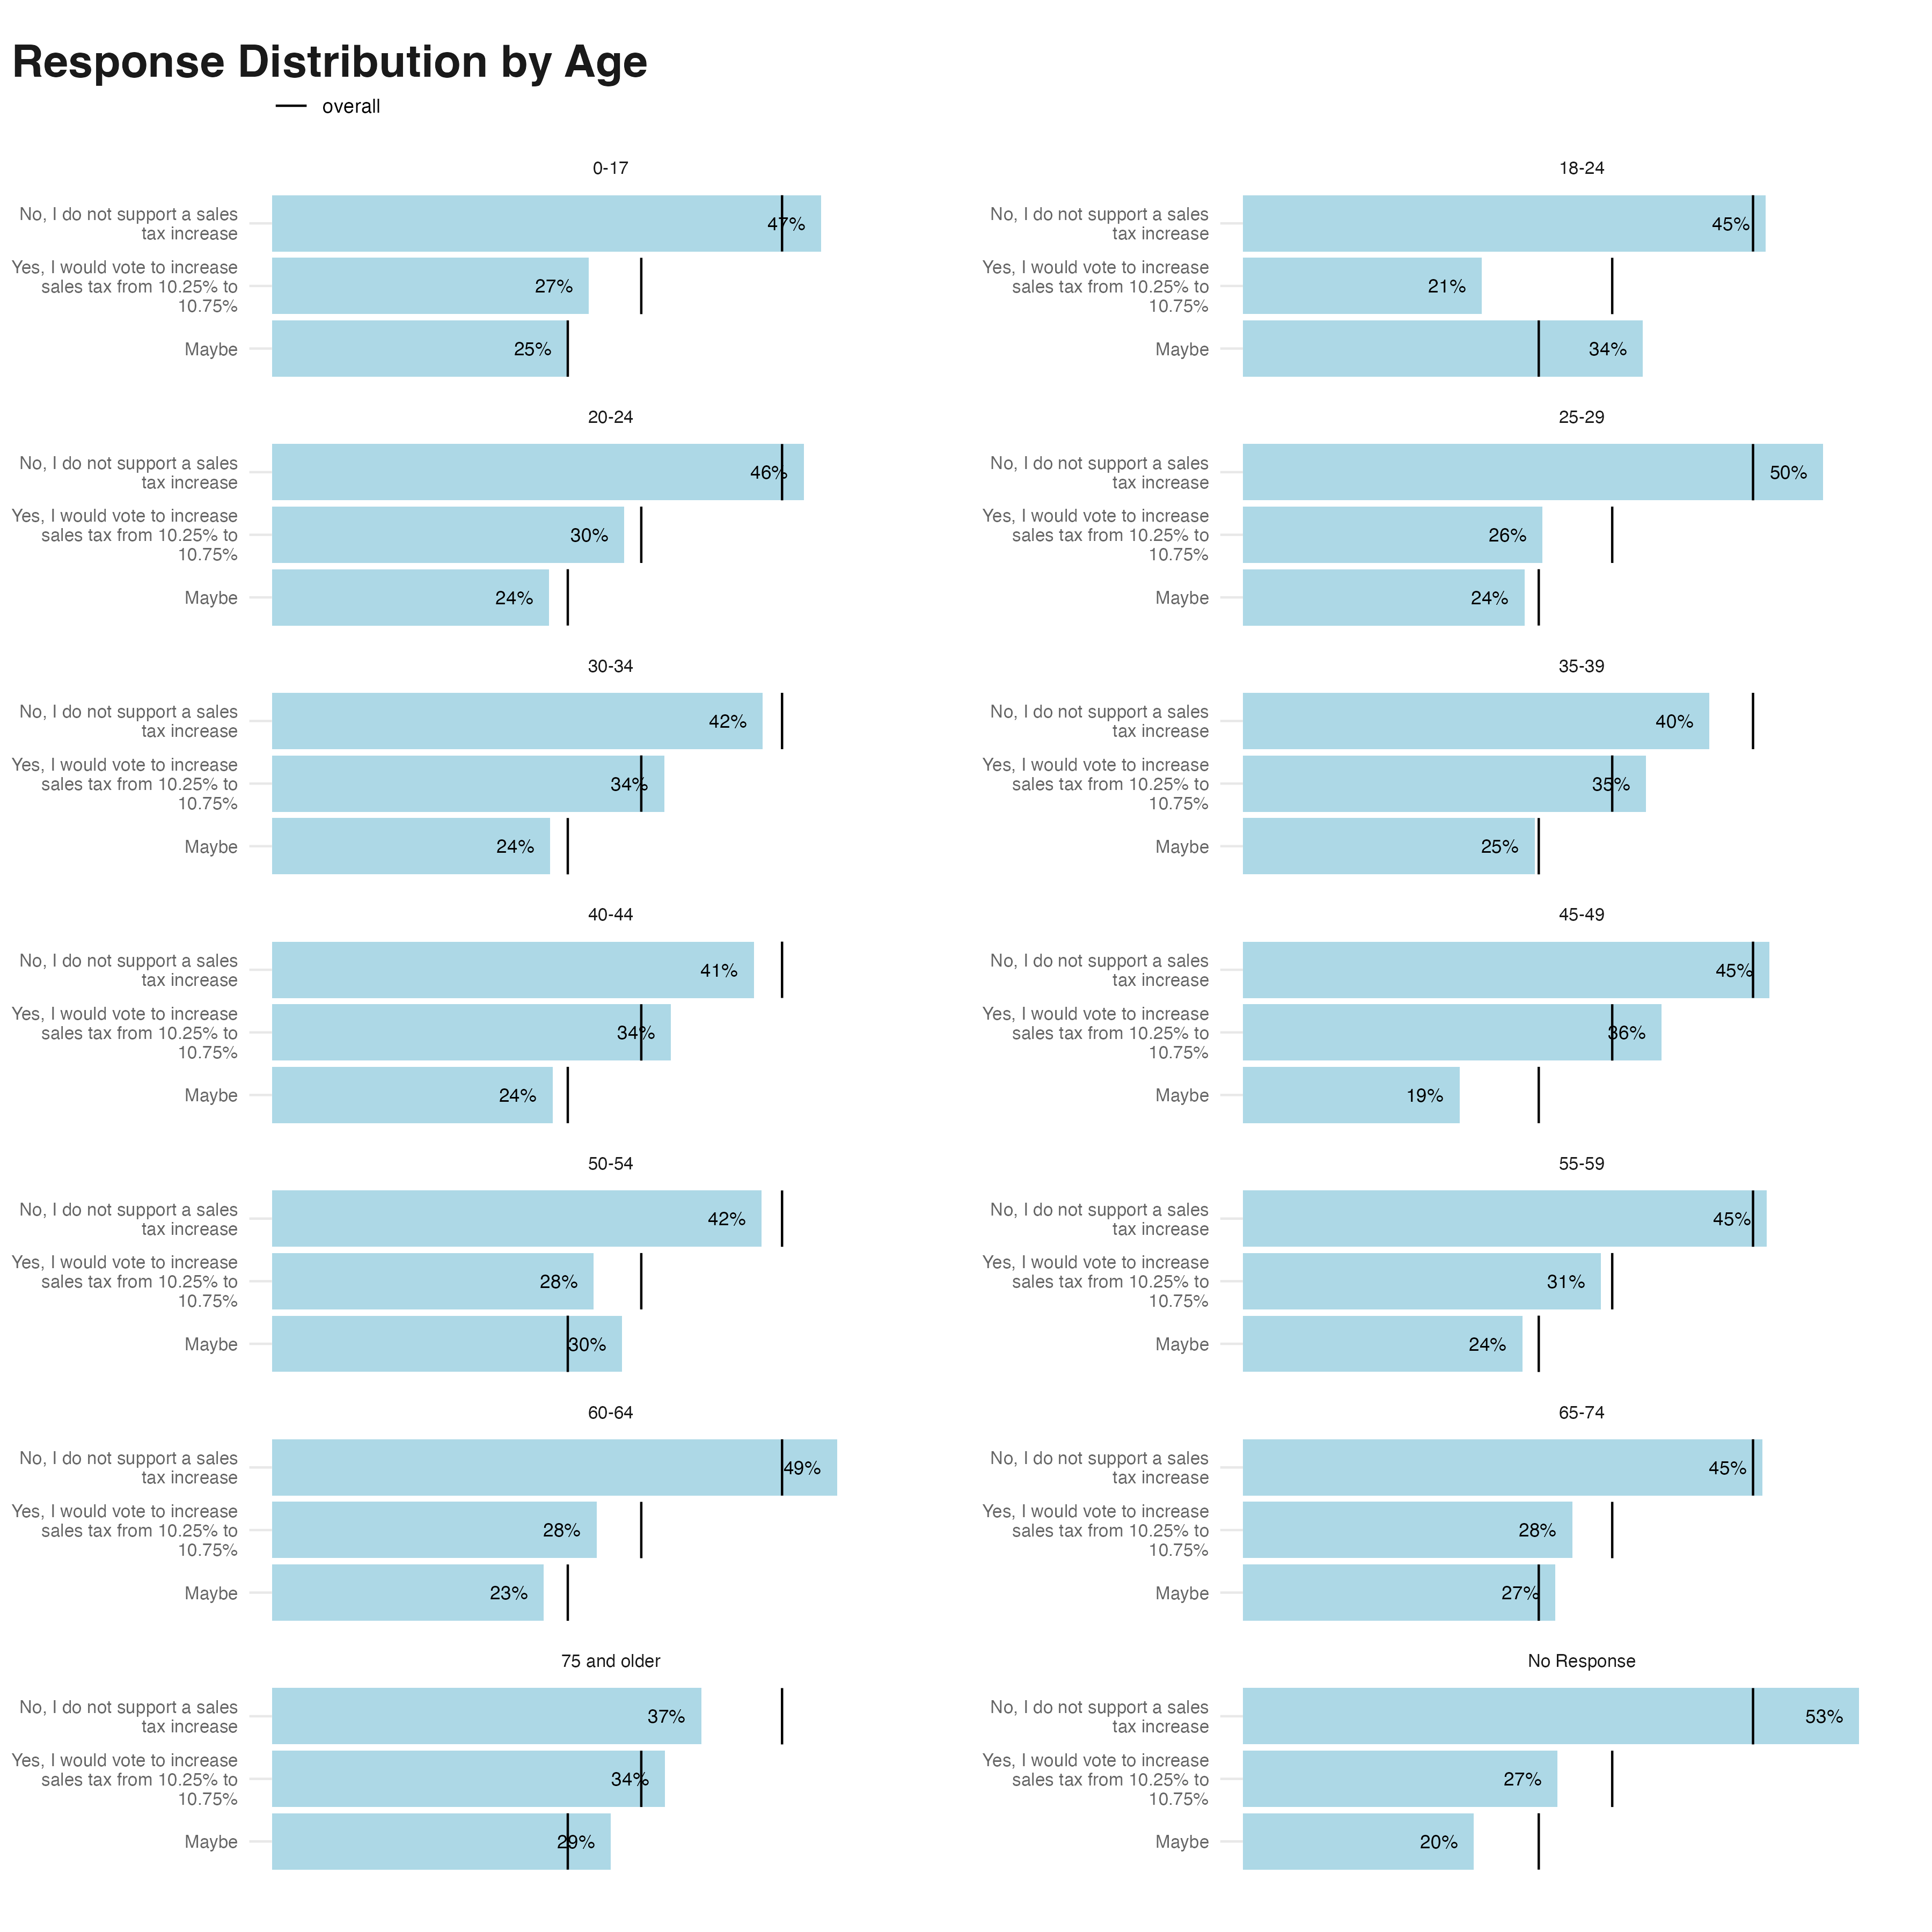 Response Distribution by Age
overall
0-17
No, I do not support a sales
tax increase
47%
Yes, I would vote to increase
sales tax from 10.25% to
10.75%
27%
Maybe
25%
18-24
No, I do not support a sales
tax increase
45%
Yes, I would vote to increase
sales tax from 10.25% to
10.75%
21%
Maybe
34%
20-24
No, I do not support a sales
tax increase
46%
Yes, I would vote to increase
sales tax from 10.25% to
10.75%
30%
Maybe
24%
25-29
No, I do not support a sales
tax increase
50%
Yes, I would vote to increase
sales tax from 10.25% to
10.75%
26%
Maybe
24%
30-34
No, I do not support a sales
tax increase
42%
Yes, I would vote to increase
sales tax from 10.25% to
10.75%
34%
Maybe
24%
35-39
No, I do not support a sales
tax increase
40%
Yes, I would vote to increase
sales tax from 10.25% to
10.75%
35%
Maybe
25%
40-44
No, I do not support a sales
tax increase
41%
Yes, I would vote to increase
sales tax from 10.25% to
10.75%
34%
Maybe
24%
45-49
No, I do not support a sales
tax increase
45%
Yes, I would vote to increase
sales tax from 10.25% to
10.75%
36%
Maybe
19%
50-54
No, I do not support a sales
tax increase
42%
Yes, I would vote to increase
sales tax from 10.25% to
10.75%
28%
Maybe
30%
55-59
No, I do not support a sales
tax increase
45%
Yes, I would vote to increase
sales tax from 10.25% to
10.75%
31%
Maybe
24%
60-64
No, I do not support a sales
tax increase
49%
Yes, I would vote to increase
sales tax from 10.25% to
10.75%
28%
Maybe
23%
65-74
No, I do not support a sales
tax increase
45%
Yes, I would vote to increase
sales tax from 10.25% to
10.75%
28%
Maybe
27%
75 and older
No, I do not support a sales
tax increase
37%
Yes, I would vote to increase
sales tax from 10.25% to
10.75%
34%
Maybe
29%
No Response
No, I do not support a sales
tax increase
53%
Yes, I would vote to increase
sales tax from 10.25% to
10.75%
27%
Maybe
20%